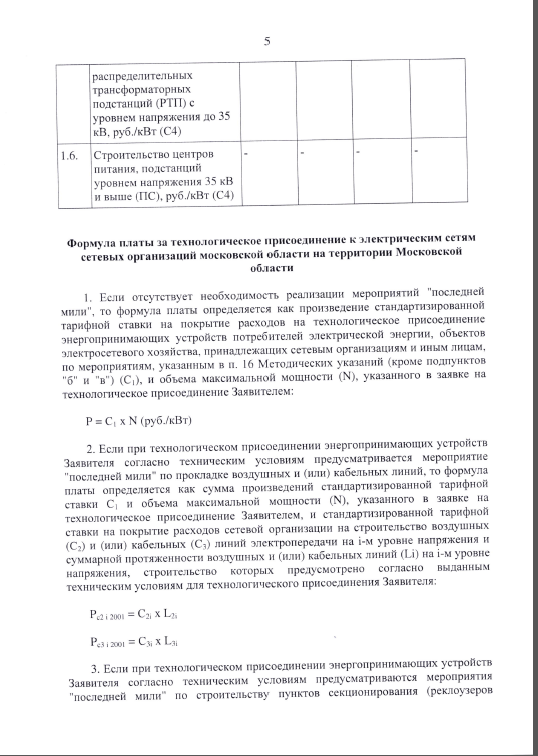 5
распределительных
трансформаторных
подстанций (РТП) с
уровнем напряжения до 35
кВ, руб./кВт (С4)
1.6. Строительство центров - - - -
питания, подстанций
уровнем напряжения 35 кВ
и выше (ПС), руб./кВт (С4)
Формула платы за технологическое присоединение к электрическим сетям
сетевых организаций московской области на территории Московской
области
1. Если отсутствует необходимость реализации мероприятий "последней
мили", то формула платы определяется как произведение стандартизированной
тарифной ставки на покрытие расходов на технологическое присоединение
энергопринимающих устройств потребителей электрической энергии, объектов
электросетевого хозяйства, принадлежащих сетевым организациям и иным лицам,
по мероприятиям, указанным в п. 16 Методических указаний (кроме подпунктов
"б" и "в") (С₁), и объема максимальной мощности (N), указанного в заявке на
технологическое присоединение Заявителем:
P = C₁ x N (руб./кВт)
2. Если при технологическом присоединении энергопринимающих устройств
Заявителя согласно техническим условиям предусматривается мероприятие
"последней мили" по прокладке воздушных и (или) кабельных линий, то формула
платы определяется как сумма произведений стандартизированной тарифной
ставки С₁ и объема максимальной мощности (N), указанного в заявке на
технологическое присоединение Заявителем, и стандартизированной тарифной
ставки на покрытие расходов сетевой организации на строительство воздушных
(С₂) и (или) кабельных (С₃) линий электропередачи на i-м уровне напряжения и
суммарной протяженности воздушных и (или) кабельных линий (Li) на i-м уровне
напряжения, строительство которых предусмотрено согласно выданным
техническим условиям для технологического присоединения Заявителя:
Pс2 i 2001 = C2i x L2i
Pс3 i 2001 = C3i x L3i
3. Если при технологическом присоединении энергопринимающих устройств
Заявителя согласно техническим условиям предусматриваются мероприятия
"последней мили" по строительству пунктов секционирования (реклоузеров